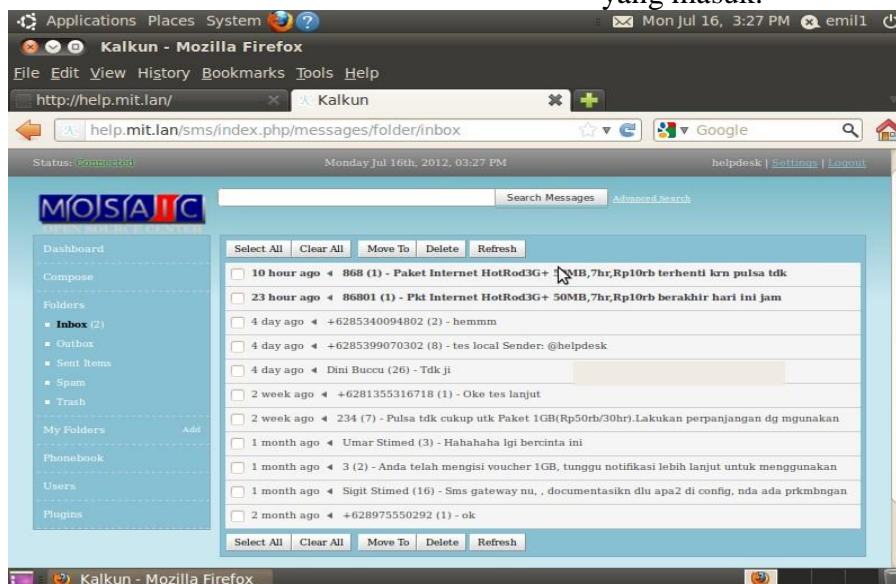 yang masuk.
Applications Places System Mon Jul 16, 3:27 PM emil1
Kalkun - Mozilla Firefox
File Edit View History Bookmarks Tools Help
http://help.mit.lan/ Kalkun
help.mit.lan/sms/index.php/messages/folder/inbox Google
Status: Connected Monday Jul 16th, 2012, 03:27 PM helpdesk | Settings | Logout
MOSAIC
OPEN SOURCE CENTER
Search Messages Advanced Search
Dashboard
Compose
Folders
Inbox (2)
Outbox
Sent Items
Spam
Trash
My Folders Add
Phonebook
Users
Plugins
Select All Clear All Move To Delete Refresh
10 hour ago 868 (1) - Paket Internet HotRod3G+ 50MB,7hr,Rp10rb terhenti krn pulsa tdk
23 hour ago 86801 (1) - Pkt Internet HotRod3G+ 50MB,7hr,Rp10rb berakhir hari ini jam
4 day ago +6285340094802 (2) - hemmm
4 day ago +6285399070302 (8) - tes local Sender: @helpdesk
4 day ago Dini Buccu (26) - Tdk ji
2 week ago +6281355316718 (1) - Oke tes lanjut
2 week ago 234 (7) - Pulsa tdk cukup utk Paket 1GB(Rp50rb/30hr).Lakukan perpanjangan dg mgunakan
1 month ago Umar Stimed (3) - Hahahaha lgi bercinta ini
1 month ago 3 (2) - Anda telah mengisi voucher 1GB, tunggu notifikasi lebih lanjut untuk menggunakan
1 month ago Sigit Stimed (16) - Sms gateway nu, , documentasikn dlu apa2 di config, nda ada prkmbngan
2 month ago +628975550292 (1) - ok
Select All Clear All Move To Delete Refresh
Kalkun - Mozilla Firefox